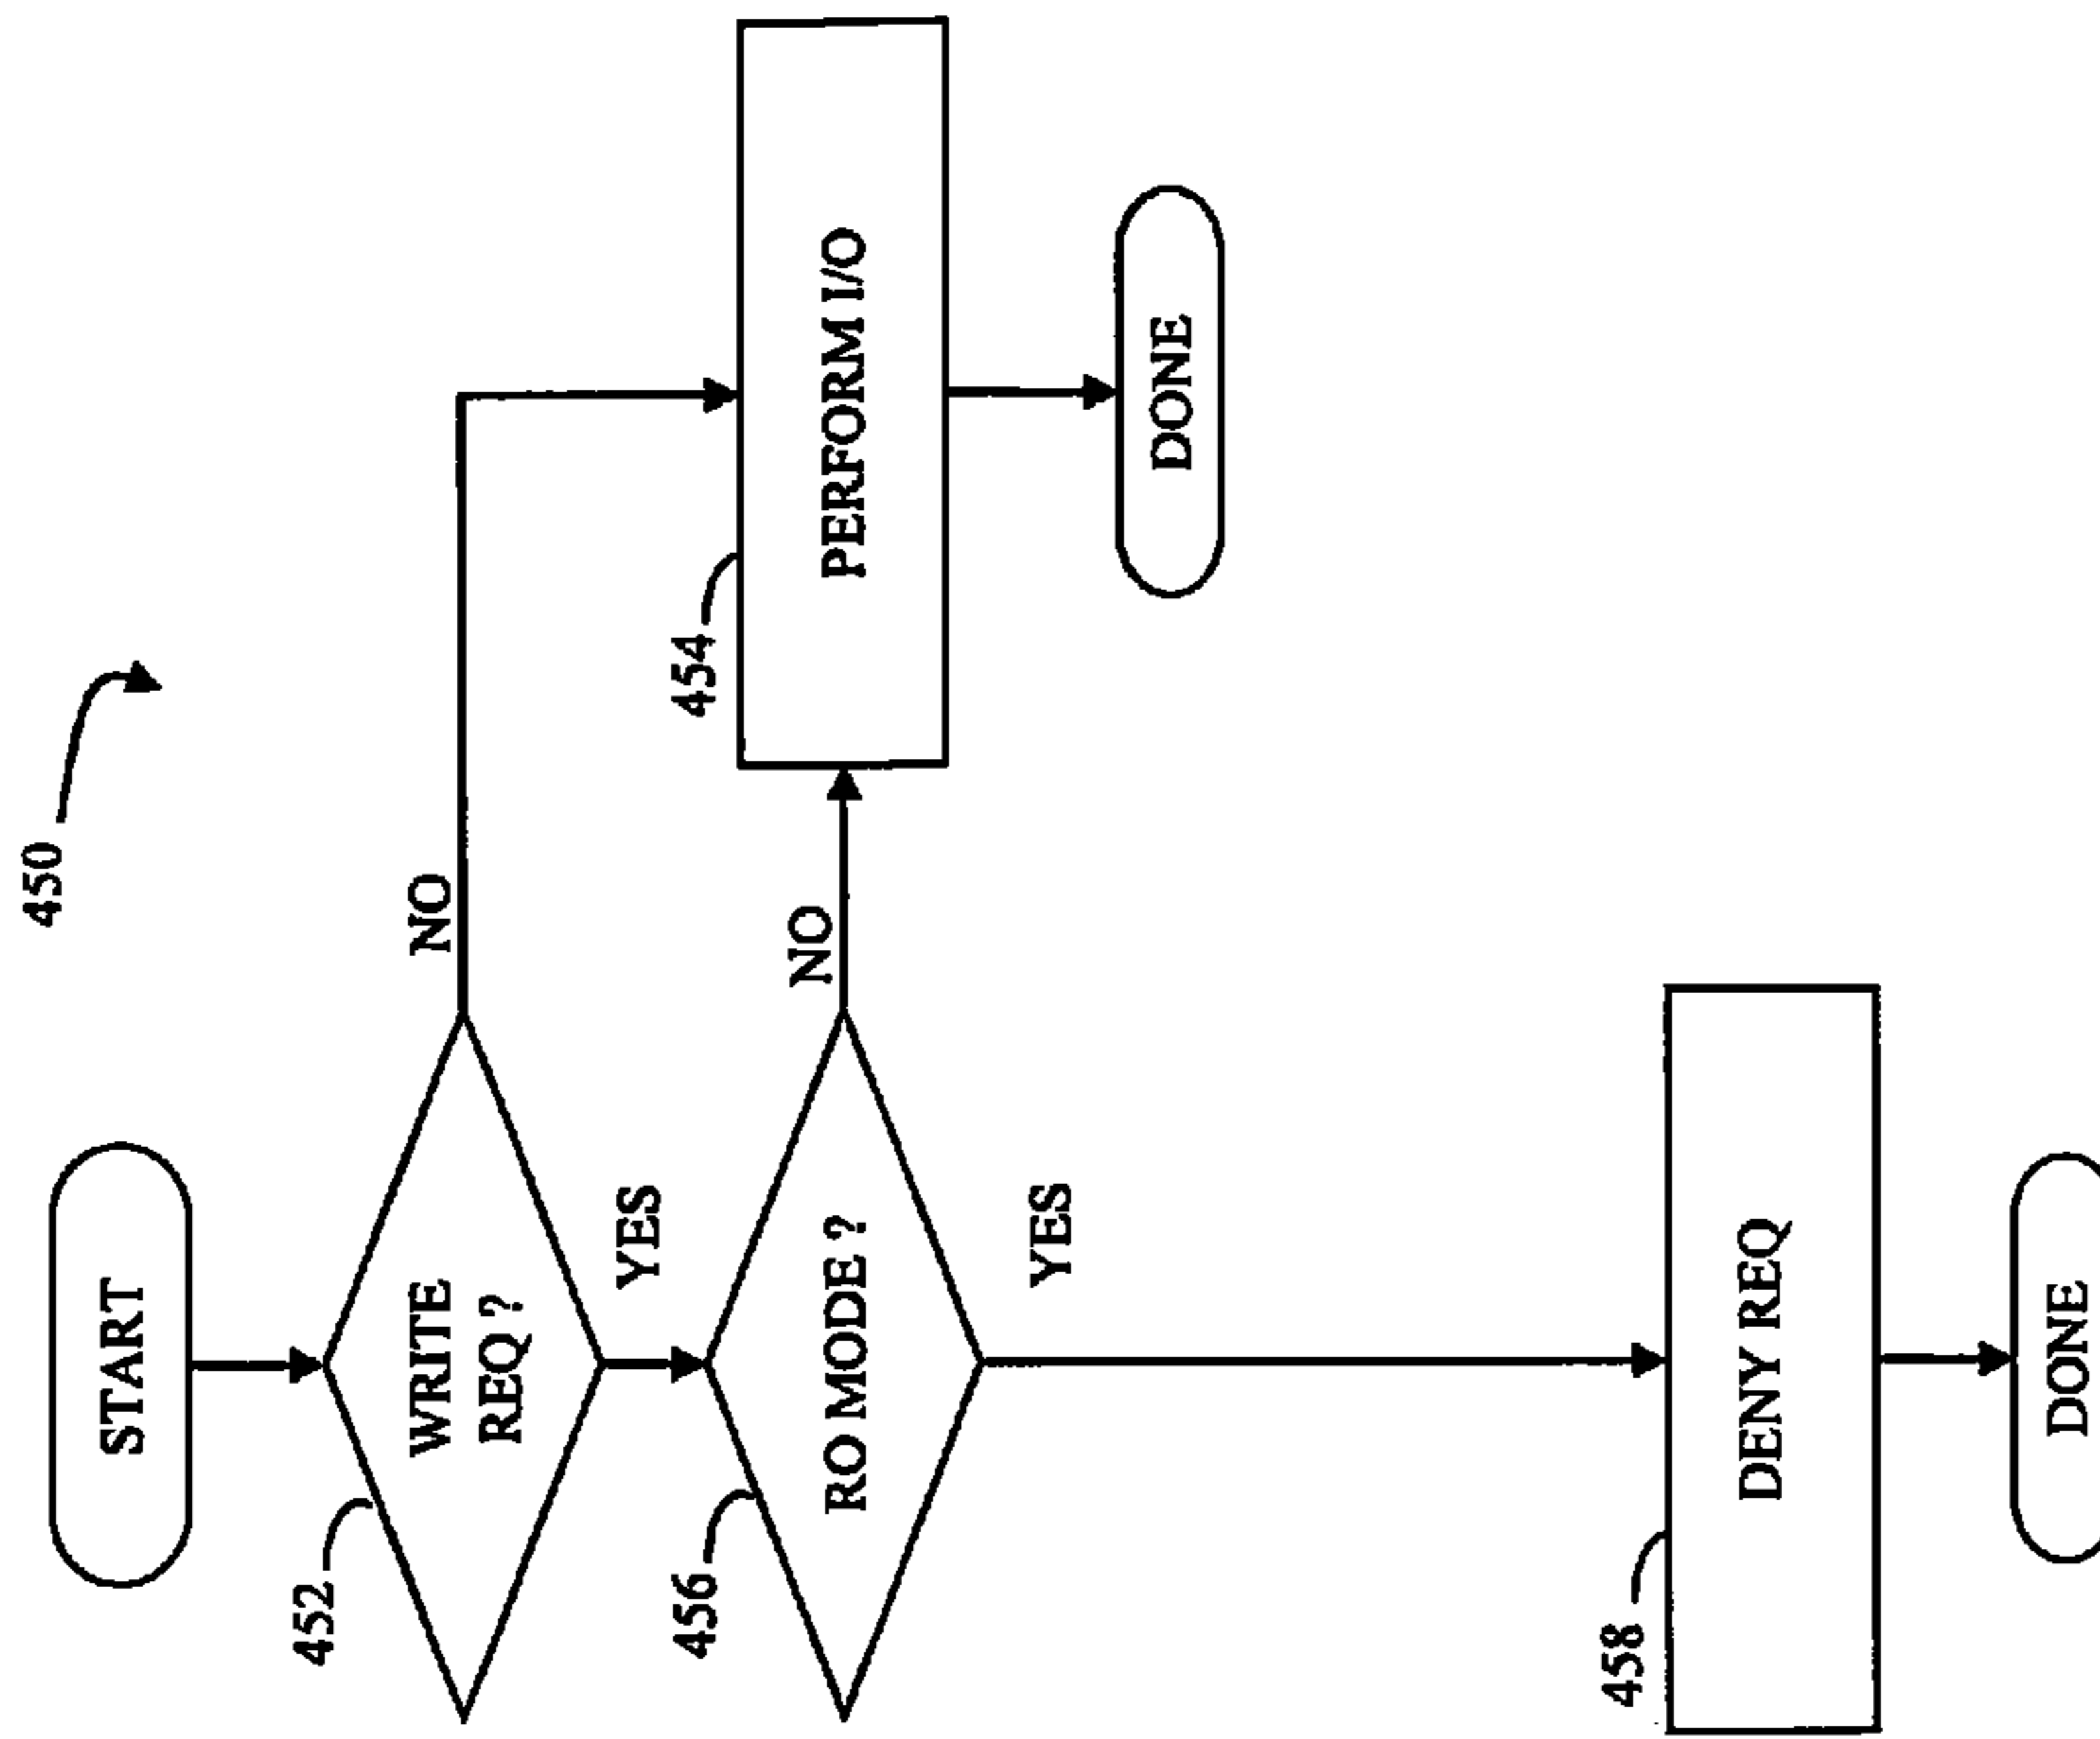 450
START
452
WRITE
REQ ?
NO
YES
456
RO MODE ?
NO
454
PERFORM I/O
DONE
YES
458
DENY REQ
DONE